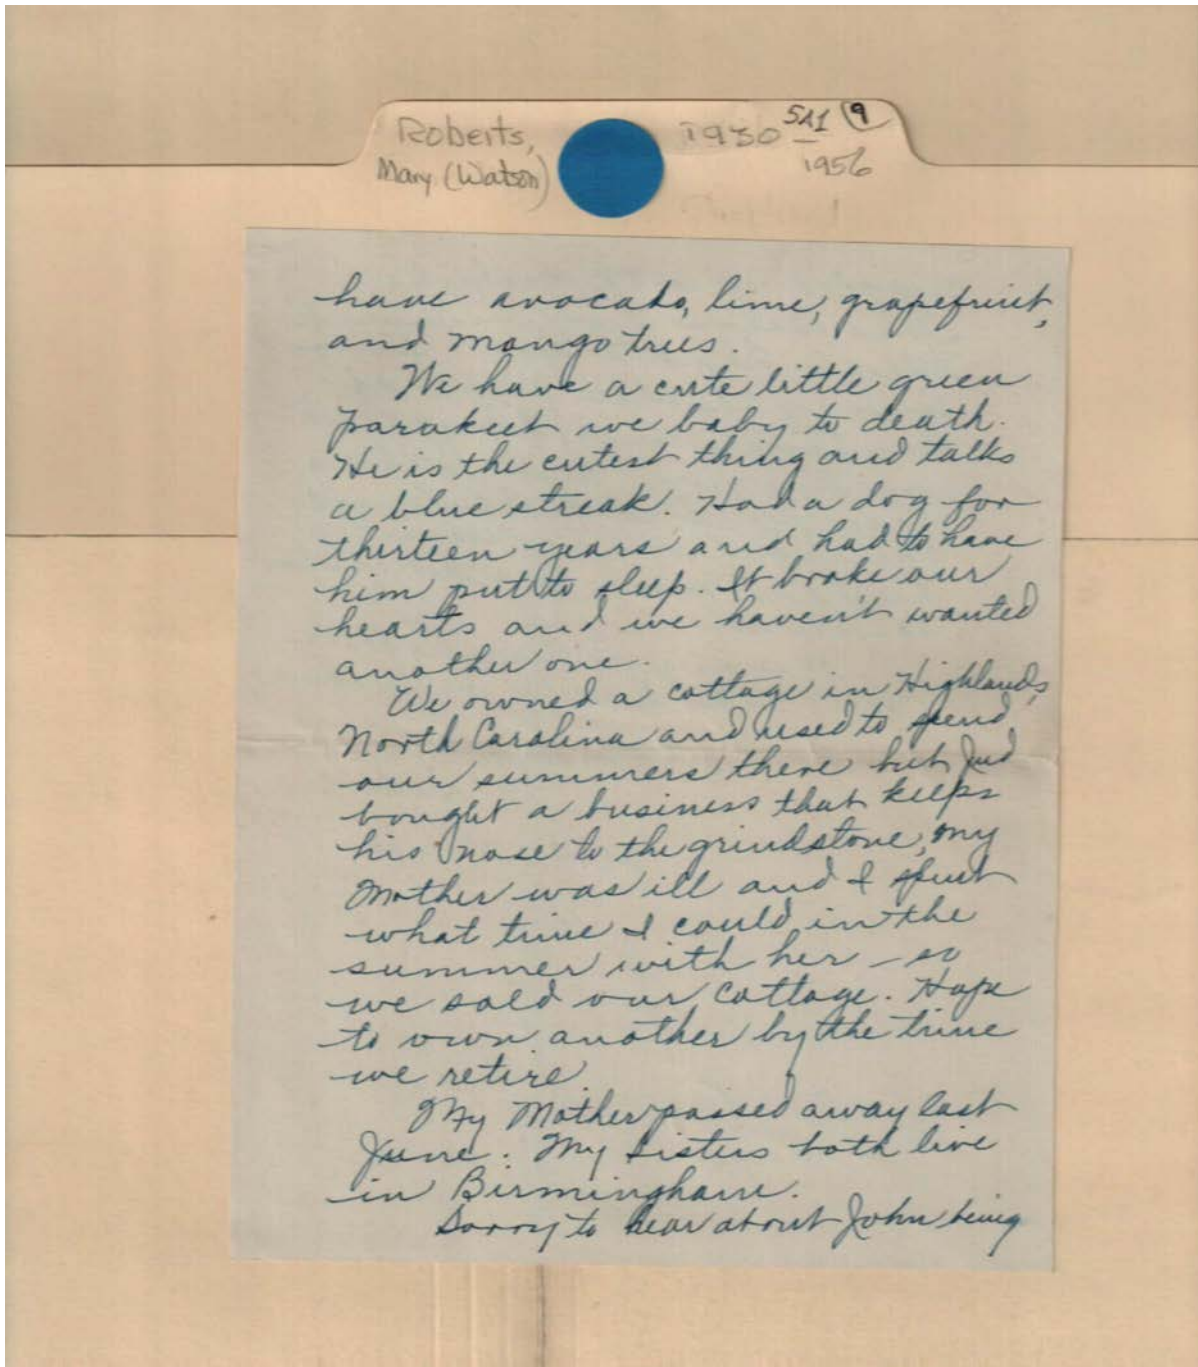 Roberts,
Mary (Watson)
1930 — 1956
SA1 9
have avocado, lime, grapefruit,
and mango trees.
We have a cute little green
parakeet we baby to death.
He is the cutest thing and talks
a blue streak. Had a dog for
thirteen years and had to have
him put to sleep. It broke our
hearts and we haven't wanted
another one.
We owned a cottage in Highlands,
North Carolina and used to spend
our summers there but Jud
bought a business that keeps
his nose to the grindstone, my
Mother was ill and I spent
what time I could in the
summer with her – so
we sold our cottage. Hope
to own another by the time
we retire.
My Mother passed away last
June. My sisters both live
in Birmingham.
Sorry to hear about John being